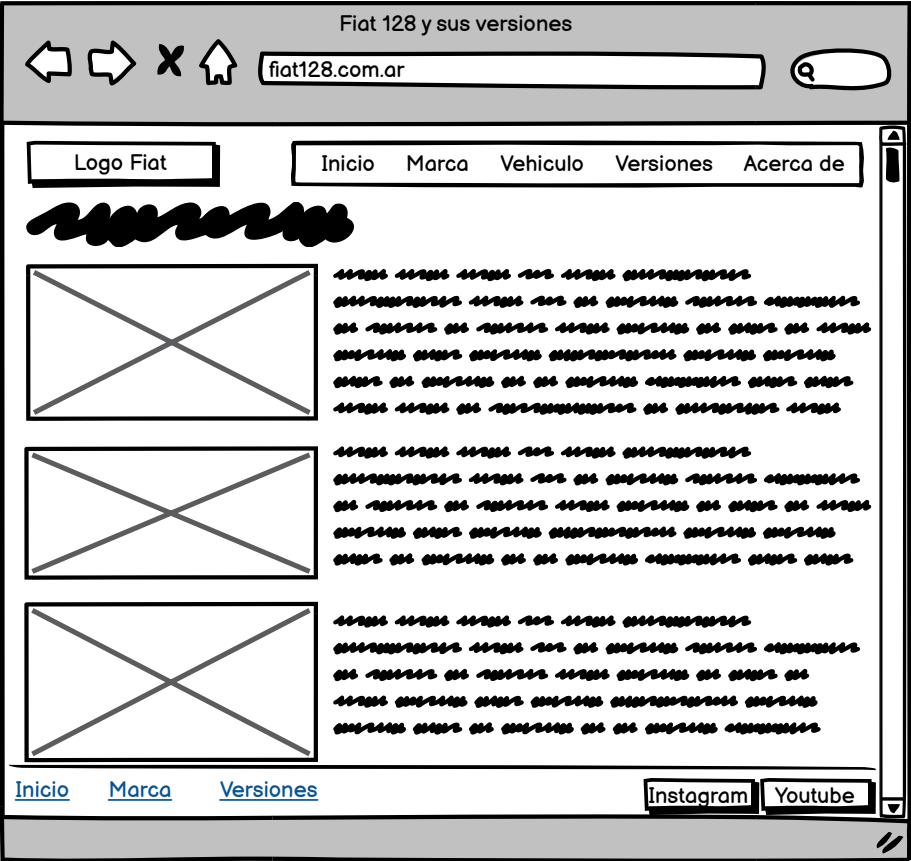 Fiat 128 y sus versiones
fiat128.com.ar
Logo Fiat
Inicio Marca Vehiculo Versiones Acerca de
Inicio Marca Versiones Instagram Youtube